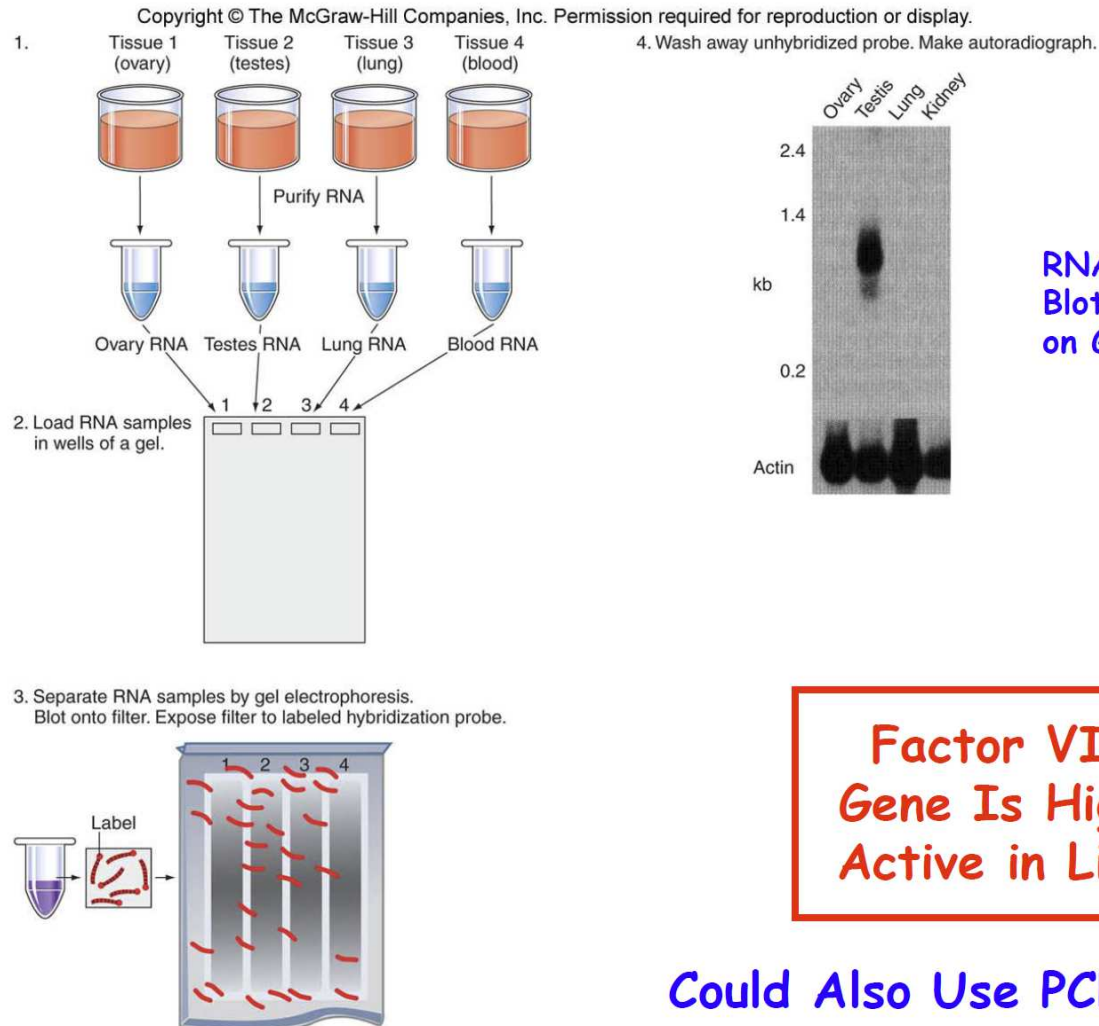 Copyright © The McGraw-Hill Companies, Inc. Permission required for reproduction or display.
1.
Tissue 1 (ovary)
Tissue 2 (testes)
Tissue 3 (lung)
Tissue 4 (blood)
Purify RNA
Ovary RNA
Testes RNA
Lung RNA
Blood RNA
2. Load RNA samples
in wells of a gel.
1 2 3 4
3. Separate RNA samples by gel electrophoresis.
Blot onto filter. Expose filter to labeled hybridization probe.
Label
1 2 3 4
4. Wash away unhybridized probe. Make autoradiograph.
Ovary Testis Lung Kidney
2.4
1.4
kb
0.2
Actin
Blot
on
Factor
Gene Is
Active in
Could Also Use